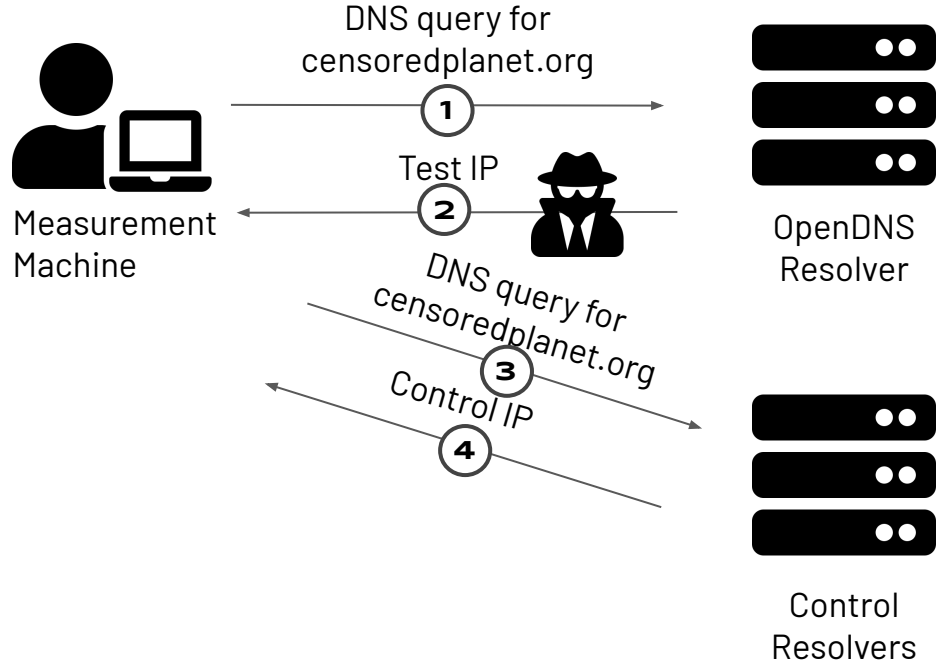 DNS query for
censoredplanet.org
1
Test IP
2
Measurement
Machine
OpenDNS
Resolver
DNS query for
censoredplanet.org
3
Control IP
4
Control
Resolvers